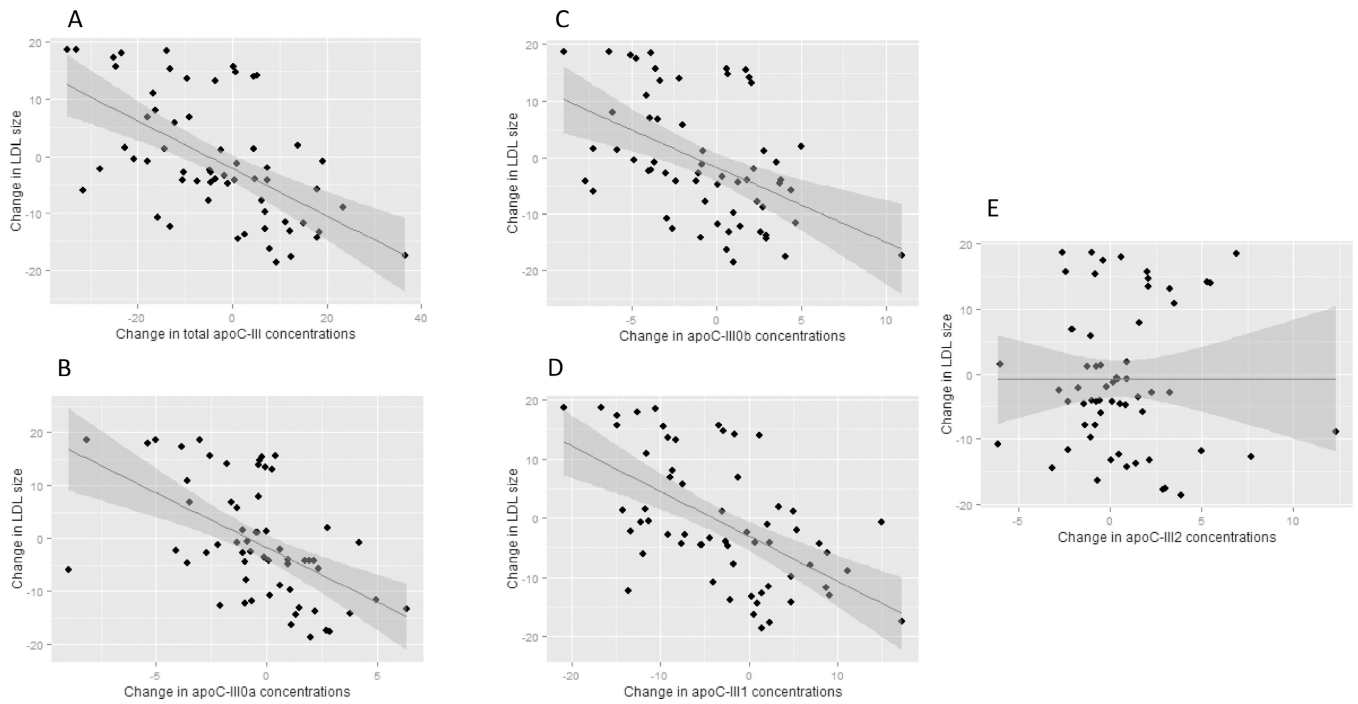 A
20
10
0
-10
-20
Change in LDL size
-20 0 20 40
Change in total apoC-III concentrations
C
20
10
0
-10
-20
Change in LDL size
-5 0 5 10
Change in apoC-III0b concentrations
B
20
10
0
-10
-20
Change in LDL size
-5 0 5
Change in apoC-III0a concentrations
D
20
10
0
-10
-20
Change in LDL size
-20 -10 0 10
Change in apoC-III1 concentrations
E
20
10
0
-10
-20
Change in LDL size
-5 0 5 10
Change in apoC-III2 concentrations